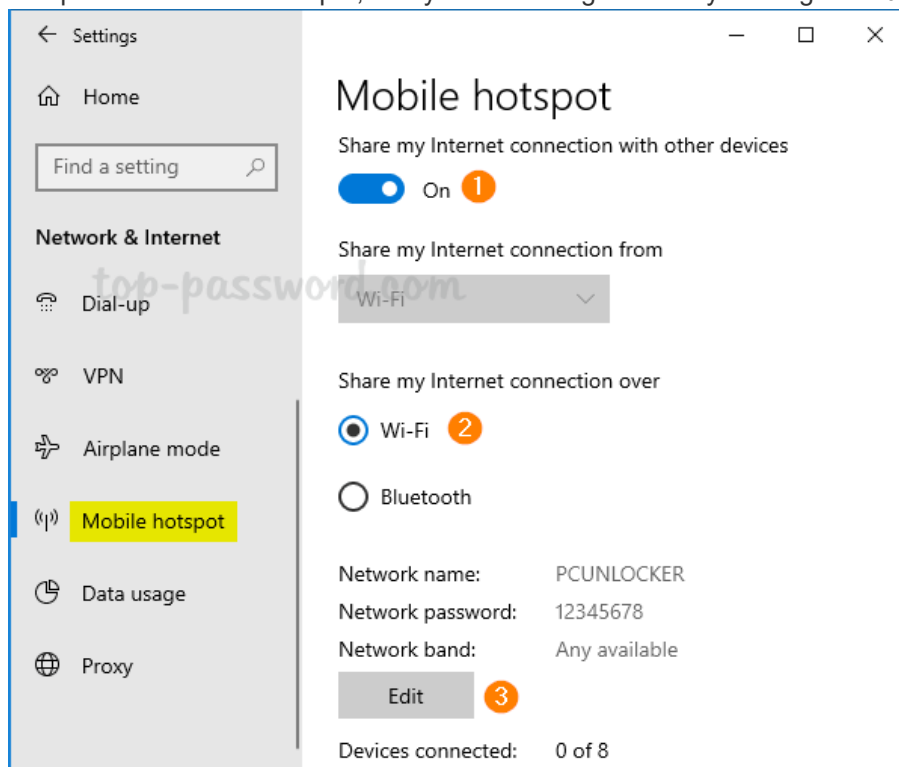 Settings
Home
Find a setting
Network & Internet
Dial-up
VPN
Airplane mode
Mobile hotspot
Data usage
Proxy
Mobile hotspot
Share my Internet connection with other devices
On 1
Share my Internet connection from
Wi-Fi
Share my Internet connection over
Wi-Fi 2
Bluetooth
Network name: PCUNLOCKER
Network password: 12345678
Network band: Any available
Edit 3
Devices connected: 0 of 8
top-password.com